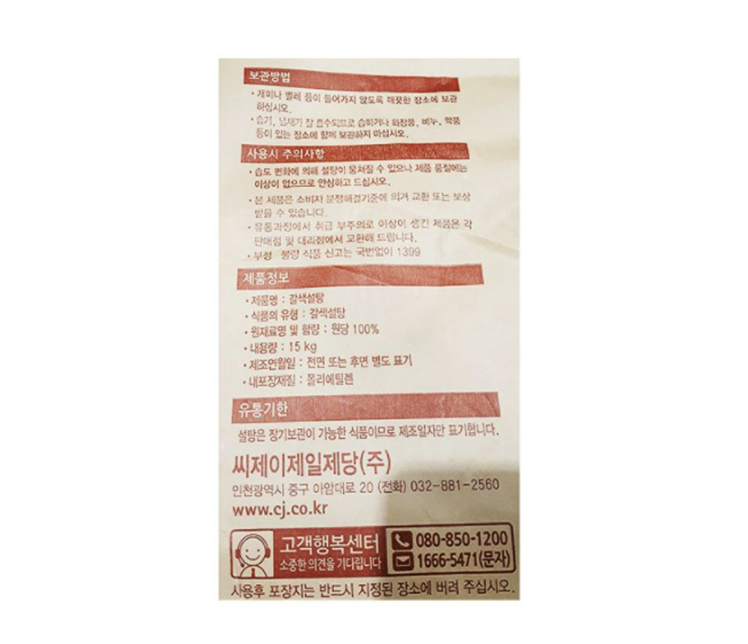 보관방법
• 개미나 벌레 등이 들어가지 않도록 깨끗한 장소에 보관
하십시오.
• 습기, 냄새가 잘 흡수되므로 습하거나 화장품, 비누, 약품
등이 있는 장소에 함께 보관하지 마십시오.
사용시 주의사항
• 습도 변화에 의해 설탕이 뭉쳐질 수 있으나 제품 품질에는
이상이 없으므로 안심하고 드십시오.
• 본 제품은 소비자 분쟁해결기준에 의거 교환 또는 보상
받을 수 있습니다.
• 유통과정에서 취급 부주의로 이상이 생긴 제품은 각
판매점 및 대리점에서 교환해 드립니다.
• 부정·불량 식품 신고는 국번없이 1399
제품정보
• 제품명 : 갈색설탕
• 식품의 유형 : 갈색설탕
• 원재료명 및 함량 : 원당 100%
• 내용량 : 15 kg
• 제조연월일 : 전면 또는 후면 별도 표기
• 내포장재질 : 폴리에틸렌
유통기한
설탕은 장기보관이 가능한 식품이므로 제조일자만 표기합니다.
씨제이제일제당(주)
인천광역시 중구 아암대로 20 (전화) 032-881-2560
www.cj.co.kr
고객행복센터
소중한 의견을 기다립니다
080-850-1200
1666-5471(문자)
사용후 포장지는 반드시 지정된 장소에 버려 주십시오.